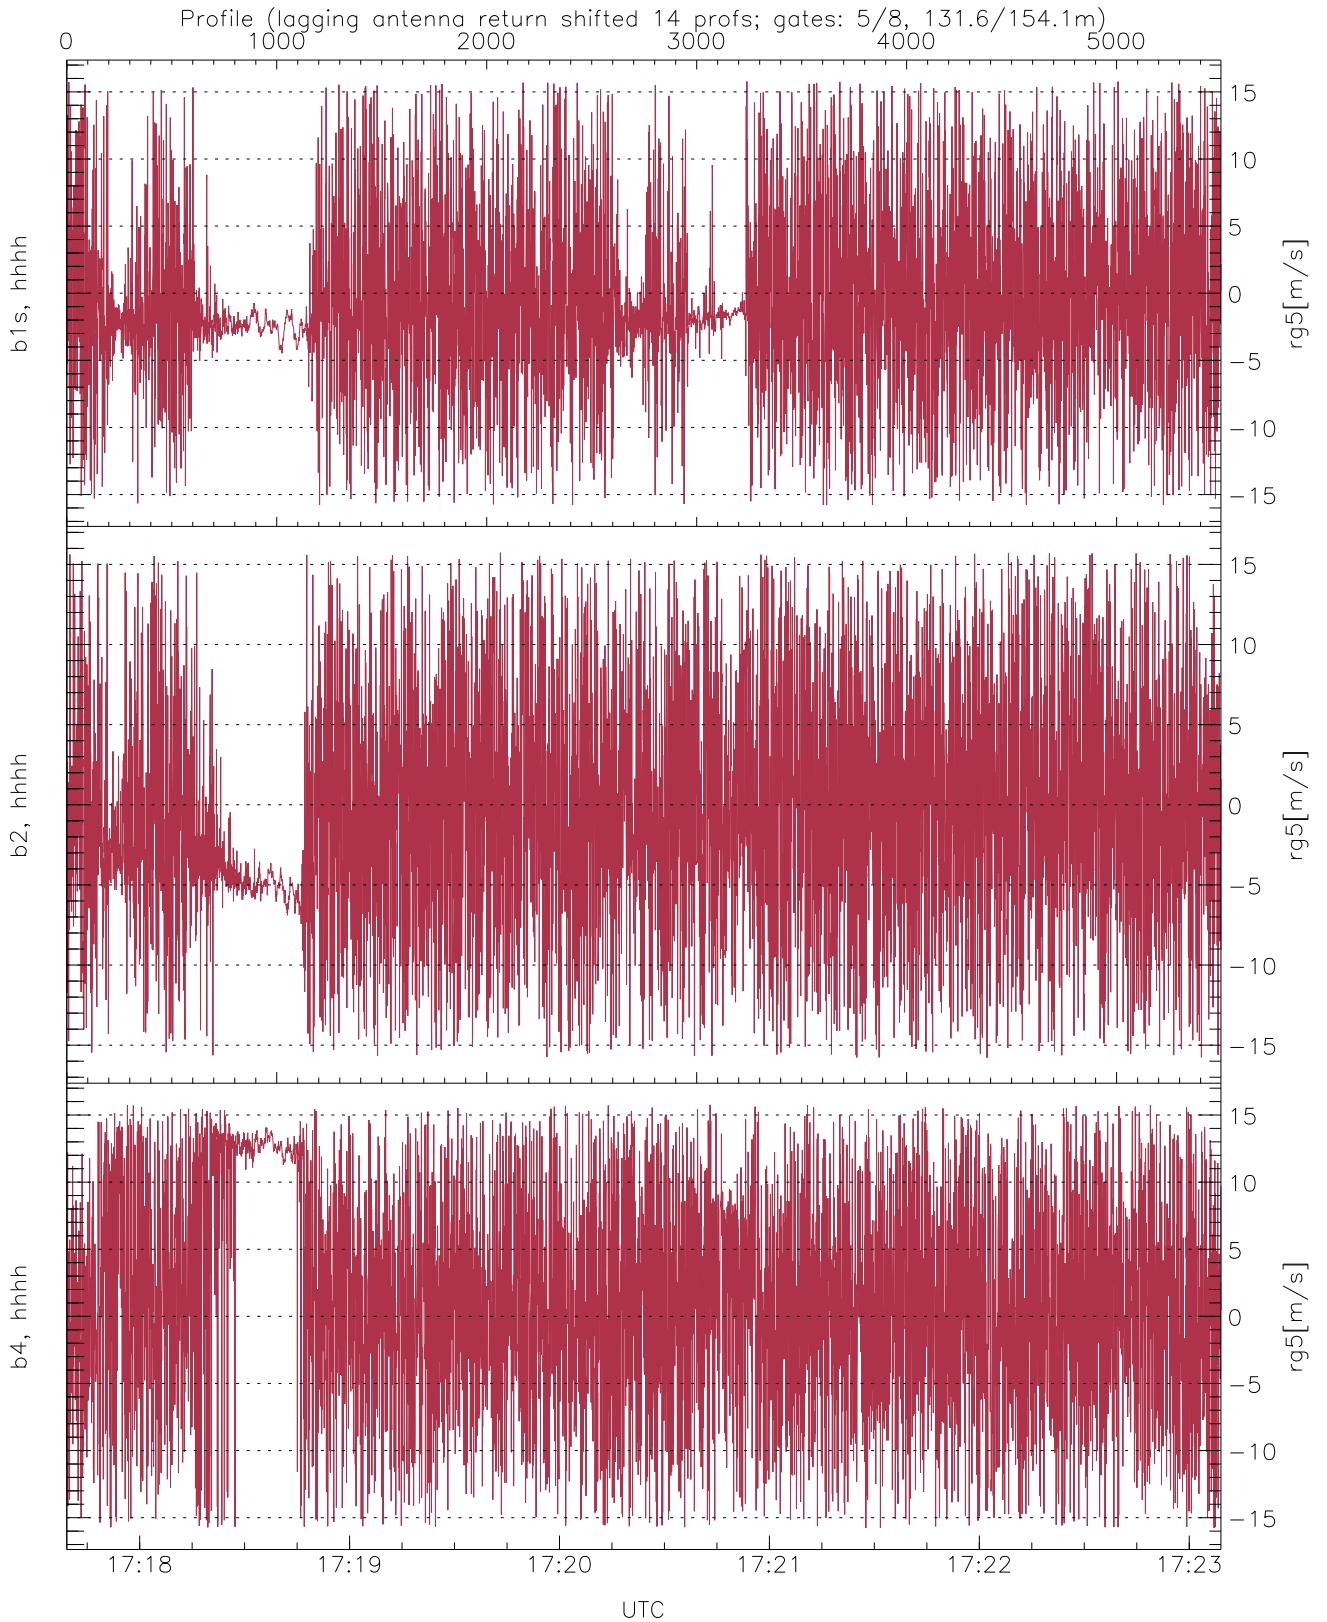 Profile (lagging antenna return shifted 14 profs; gates: 5/8, 131.6/154.1m)
0 1000 2000 3000 4000 5000
b1s, hhhh
15
10
5
0
−5
−10
−15
rg5[m/s]
b2, hhhh
15
10
5
0
−5
−10
−15
rg5[m/s]
b4, hhhh
15
10
5
0
−5
−10
−15
rg5[m/s]
17:18 17:19 17:20 17:21 17:22 17:23
UTC